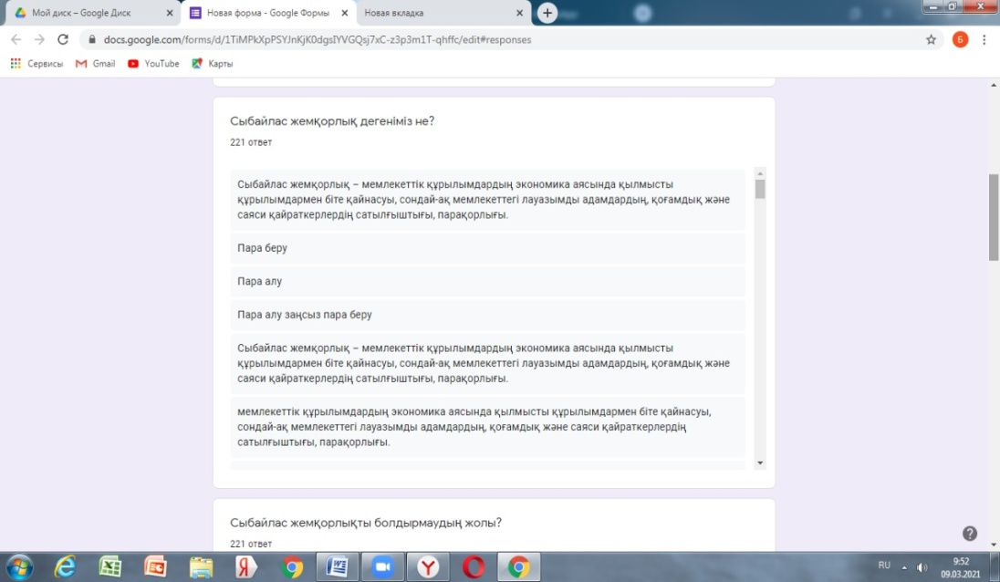 Мой диск – Google Диск
Новая форма - Google Формы
Новая вкладка
docs.google.com/forms/d/1TiMPkXpPSYJnKjK0dgsIYVGQsj7xC-z3p3m1T-qhffc/edit#responses
Б
Сервисы
Gmail
YouTube
Карты
Сыбайлас жемқорлық дегеніміз не?
221 ответ
Сыбайлас жемқорлық – мемлекеттік құрылымдардың экономика аясында қылмысты
құрылымдармен біте қайнасуы, сондай-ақ мемлекеттегі лауазымды адамдардың, қоғамдық және
саяси қайраткерлердің сатылғыштығы, парақорлығы.
Пара беру
Пара алу
Пара алу заңсыз пара беру
Сыбайлас жемқорлық – мемлекеттік құрылымдардың экономика аясында қылмысты
құрылымдармен біте қайнасуы, сондай-ақ мемлекеттегі лауазымды адамдардың, қоғамдық және
саяси қайраткерлердің сатылғыштығы, парақорлығы.
мемлекеттік құрылымдардың экономика аясында қылмысты құрылымдармен біте қайнасуы,
сондай-ақ мемлекеттегі лауазымды адамдардың, қоғамдық және саяси қайраткерлердің
сатылғыштығы, парақорлығы.
Сыбайлас жемқорлықты болдырмаудың жолы?
221 ответ
RU
9:52
09.03.2021